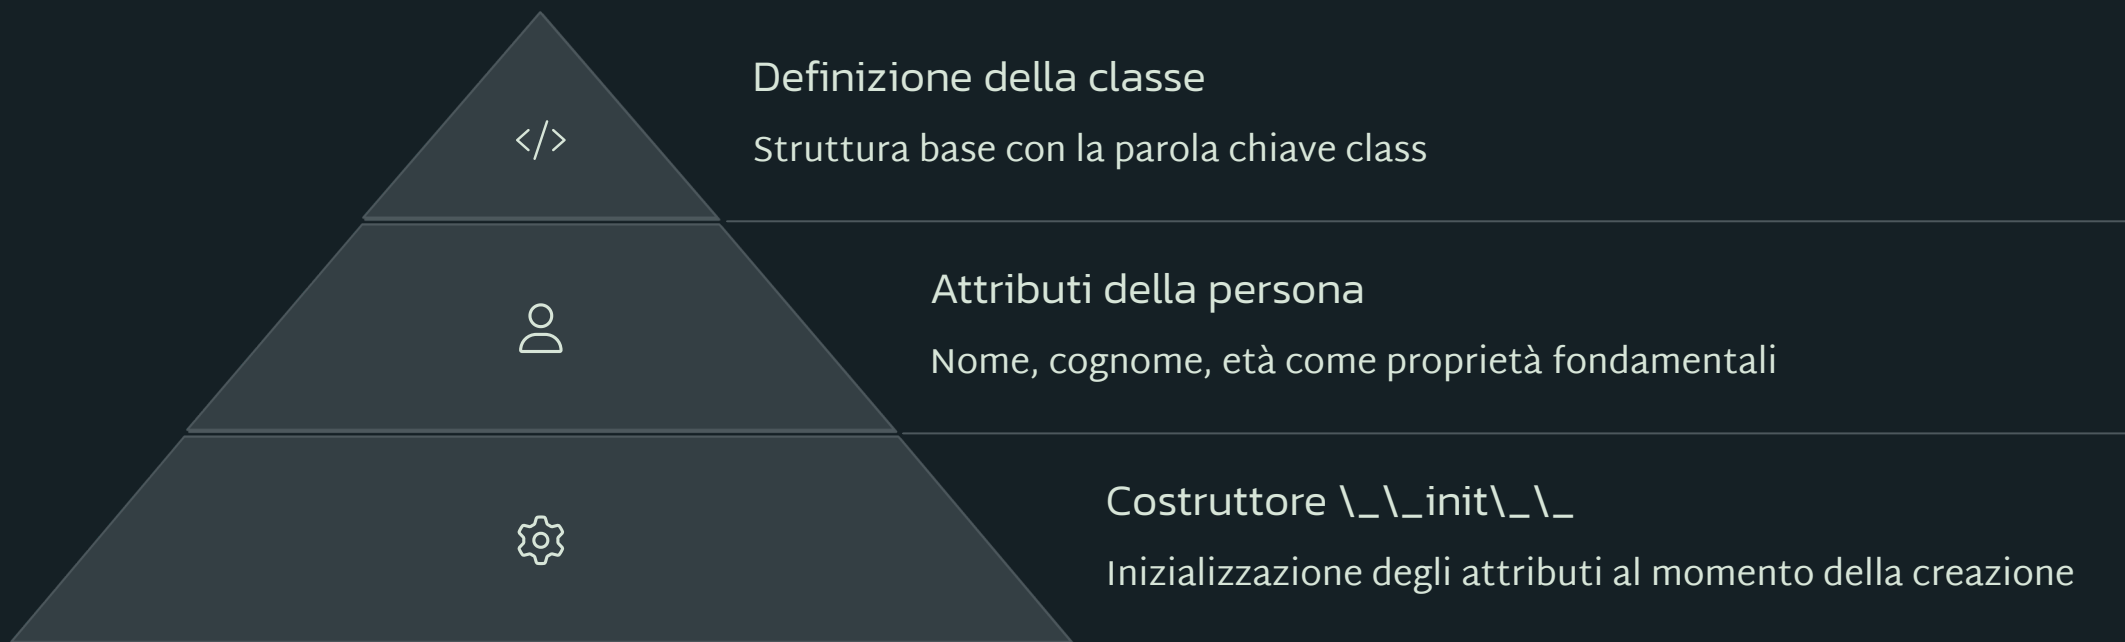 </>
Definizione della classe
Struttura base con la parola chiave class
Attributi della persona
Nome, cognome, età come proprietà fondamentali
Costruttore \_\_init\_\_
Inizializzazione degli attributi al momento della creazione